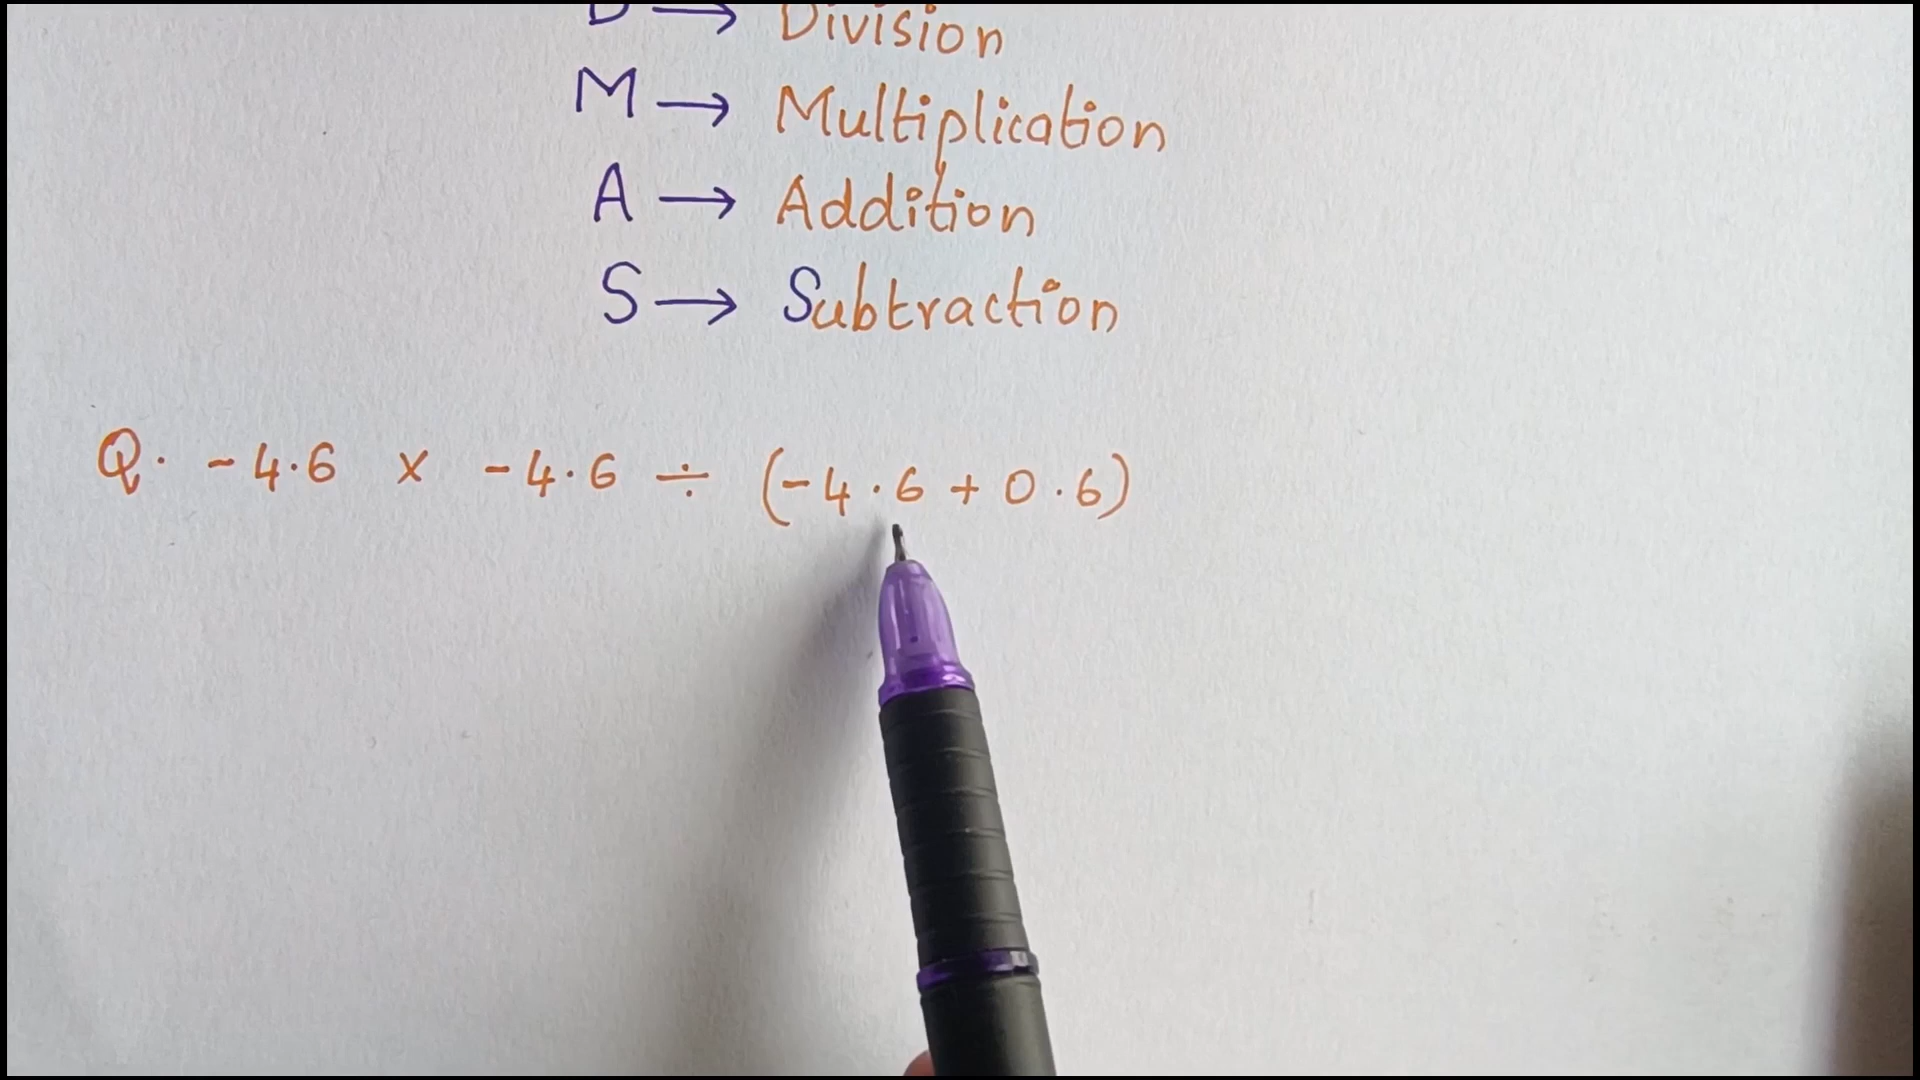 D → Division
M → Multiplication
A → Addition
S → Subtraction
Q. -4.6 x -4.6 ÷ (-4.6 + 0.6)